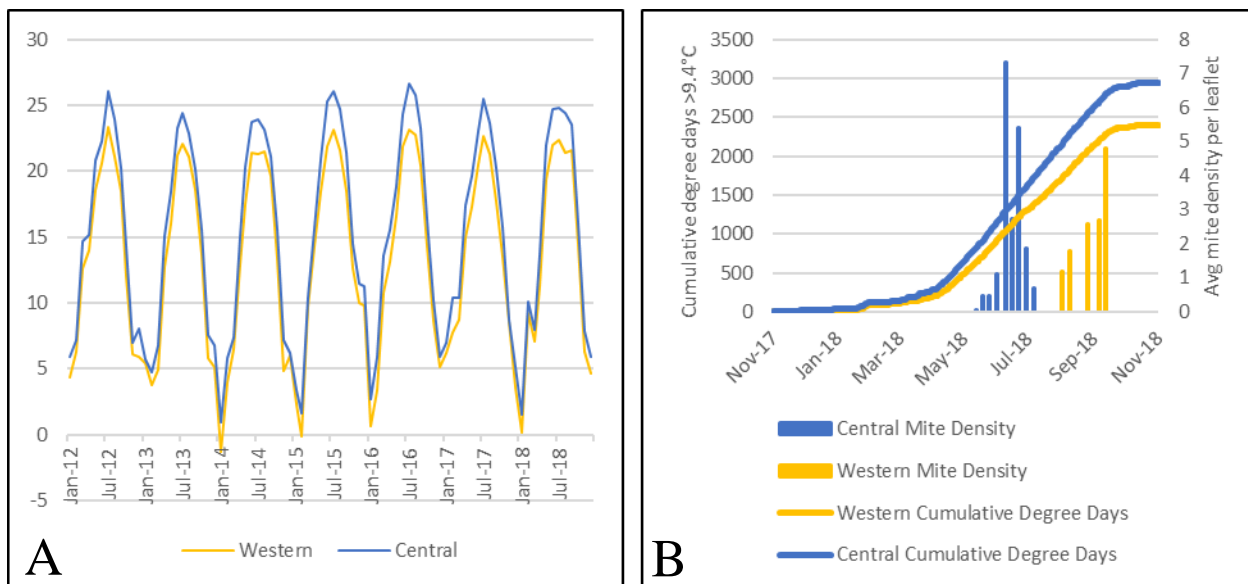 30
25
20
15
10
5
0
-5
Jan-12
Jul-12
Jan-13
Jul-13
Jan-14
Jul-14
Jan-15
Jul-15
Jan-16
Jul-16
Jan-17
Jul-17
Jan-18
Jul-18
Western
Central
A
Cumulative degree days >9.4°C
3500
3000
2500
2000
1500
1000
500
0
8
7
6
5
4
3
2
1
0
Avg mite density per leaflet
Nov-17
Jan-18
Mar-18
May-18
Jul-18
Sep-18
Nov-18
Central Mite Density
Western Mite Density
Western Cumulative Degree Days
Central Cumulative Degree Days
B